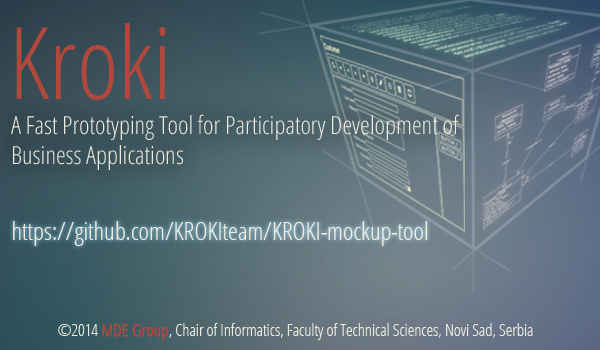 Kroki
A Fast Prototyping Tool for Participatory Development of
Business Applications
https://github.com/KROKIteam/KROKI-mockup-tool
©2014 MDE Group, Chair of Informatics, Faculty of Technical Sciences, Novi Sad, Serbia